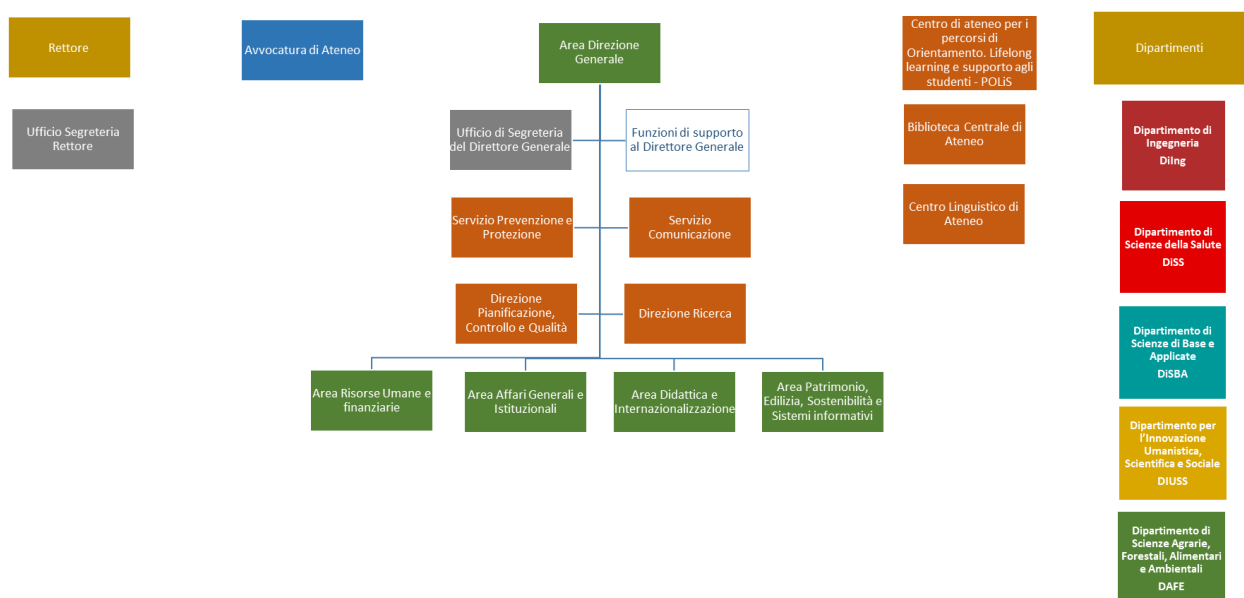 Rettore
Avvocatura di Ateneo
Area Direzione
Generale
Centro di ateneo per i
percorsi di
Orientamento. Lifelong
learning e supporto agli
studenti - POLiS
Dipartimenti
Ufficio Segreteria
Rettore
Ufficio di Segreteria
del Direttore Generale
Funzioni di supporto
al Direttore Generale
Biblioteca Centrale di
Ateneo
Dipartimento di
Ingegneria
DiIng
Servizio Prevenzione e
Protezione
Servizio
Comunicazione
Centro Linguistico di
Ateneo
Dipartimento di
Scienze della Salute
DiSS
Direzione
Pianificazione,
Controllo e Qualità
Direzione Ricerca
Dipartimento di
Scienze di Base e
Applicate
DiSBA
Area Risorse Umane e
finanziarie
Area Affari Generali e
Istituzionali
Area Didattica e
Internazionalizzazione
Area Patrimonio,
Edilizia, Sostenibilità e
Sistemi informativi
Dipartimento per
l'Innovazione
Umanistica,
Scientifica e Sociale
DIUSS
Dipartimento di
Scienze Agrarie,
Forestali, Alimentari
e Ambientali
DAFE